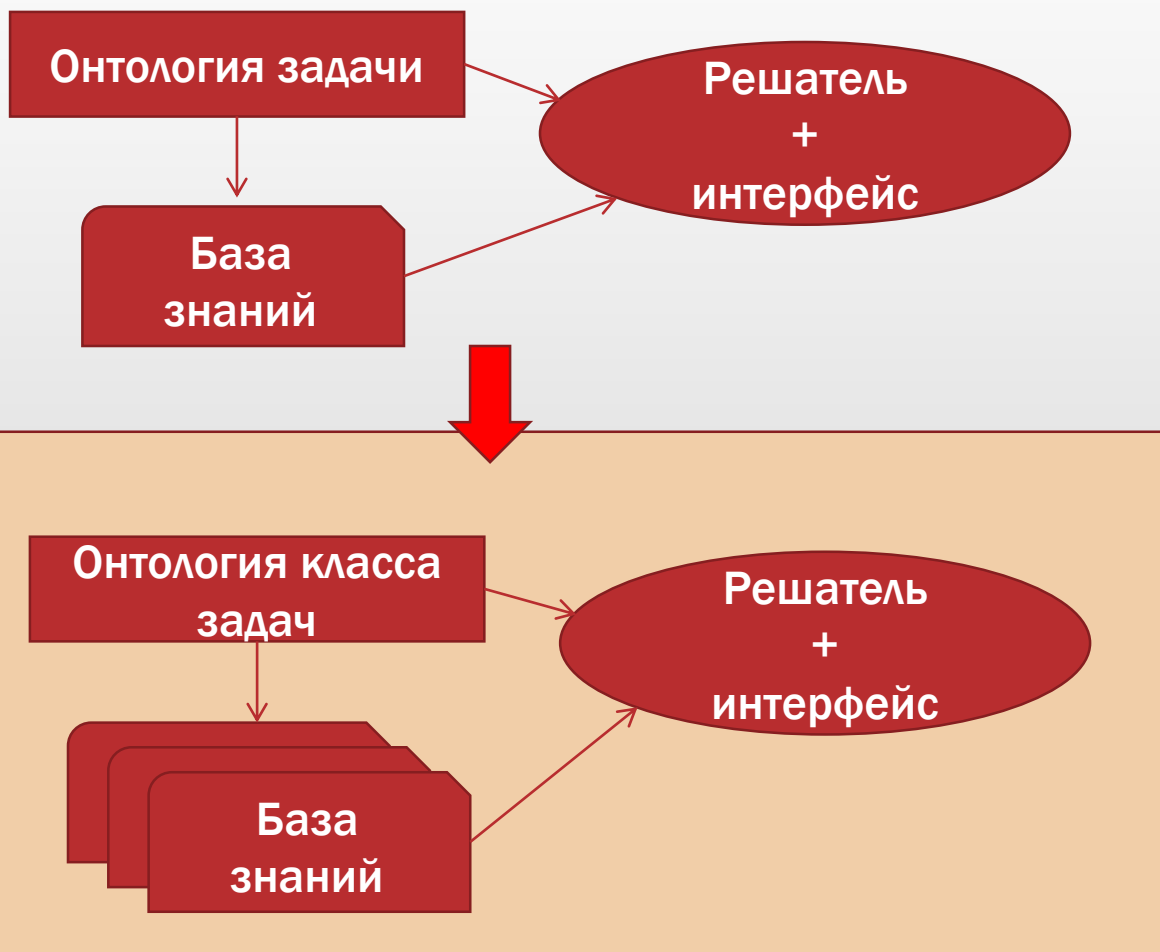 Онтология задачи
Решатель
+
интерфейс
База
знаний
Онтология класса
задач
Решатель
+
интерфейс
База
знаний